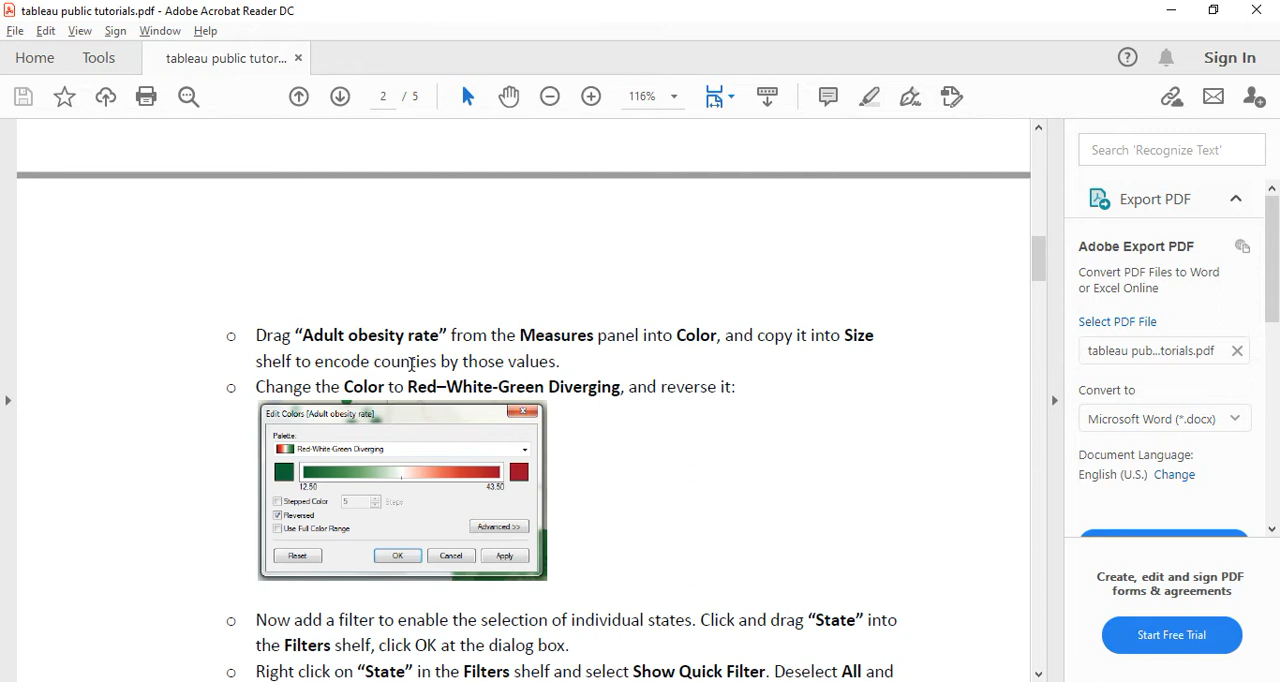 tableau public tutorials.pdf - Adobe Acrobat Reader DC
File Edit View Sign Window Help
Home Tools tableau public tutor... × Sign In
2 / 5 116%
Search 'Recognize Text'
Export PDF
Adobe Export PDF
Convert PDF Files to Word
or Excel Online
Select PDF File
tableau pub...torials.pdf
Convert to
Microsoft Word (*.docx)
Document Language:
English (U.S.) Change
Create, edit and sign PDF
forms & agreements
Start Free Trial
o Drag “Adult obesity rate” from the Measures panel into Color, and copy it into Size
shelf to encode counties by those values.
o Change the Color to Red–White-Green Diverging, and reverse it:
Edit Colors [Adult obesity rate]
Palette:
Red-White-Green Diverging
12.50 43.50
Stepped Color 5 Steps
Reversed
Use Full Color Range Advanced >>
Reset OK Cancel Apply
o Now add a filter to enable the selection of individual states. Click and drag “State” into
the Filters shelf, click OK at the dialog box.
o Right click on “State” in the Filters shelf and select Show Quick Filter. Deselect All and